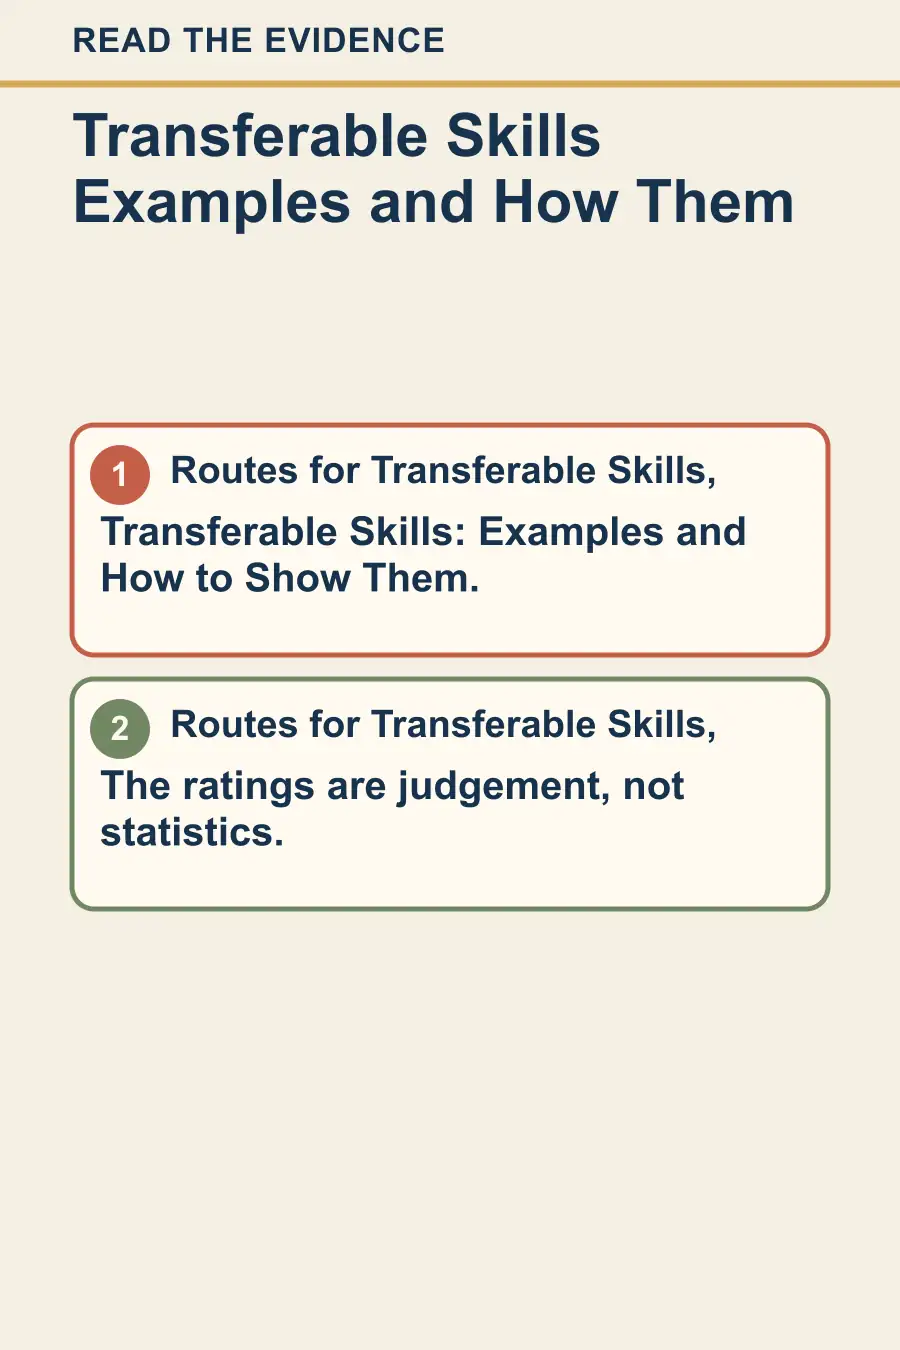 READ THE EVIDENCE
Transferable Skills
Examples and How Them
1 Routes for Transferable Skills,
Transferable Skills: Examples and
How to Show Them.
2 Routes for Transferable Skills,
The ratings are judgement, not
statistics.